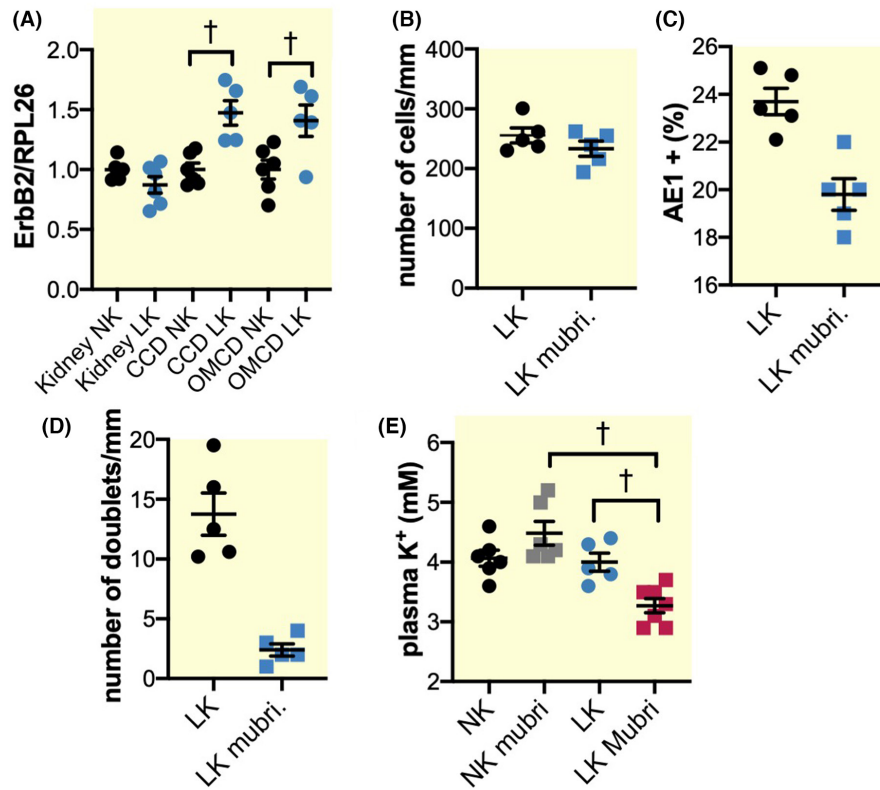 (A)
ErbB2/RPL26
2.0
1.5
1.0
0.5
0.0
†
†
Kidney NK
Kidney LK
CCD NK
CCD LK
OMCD NK
OMCD LK
(B)
number of cells/mm
400
300
200
100
0
LK
LK mubri.
(C)
AE1 + (%)
26
24
22
20
18
16
LK
LK mubri.
(D)
number of doublets/mm
20
15
10
5
0
LK
LK mubri.
(E)
plasma K⁺ (mM)
6
5
4
3
2
†
†
NK
NK mubri
LK
LK Mubri